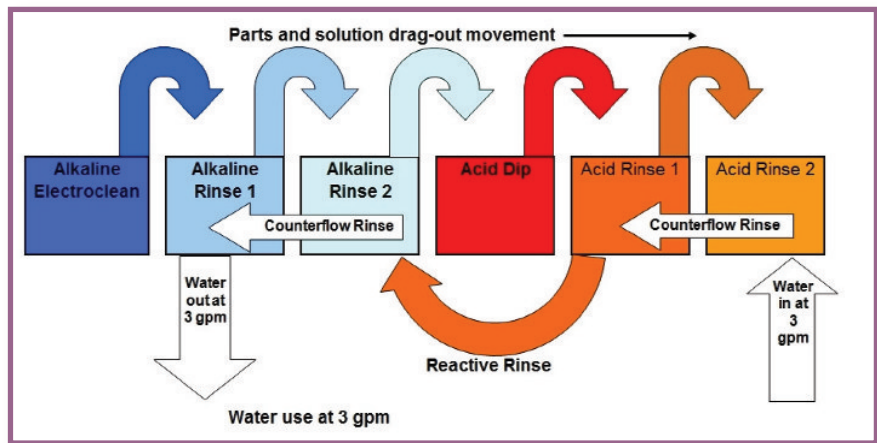 Parts and solution drag-out movement
Alkaline
Electroclean
Alkaline
Rinse 1
Alkaline
Rinse 2
Acid Dip
Acid Rinse 1
Acid Rinse 2
Counterflow Rinse
Counterflow Rinse
Water
out at
3 gpm
Water
in at
3
gpm
Reactive Rinse
Water use at 3 gpm